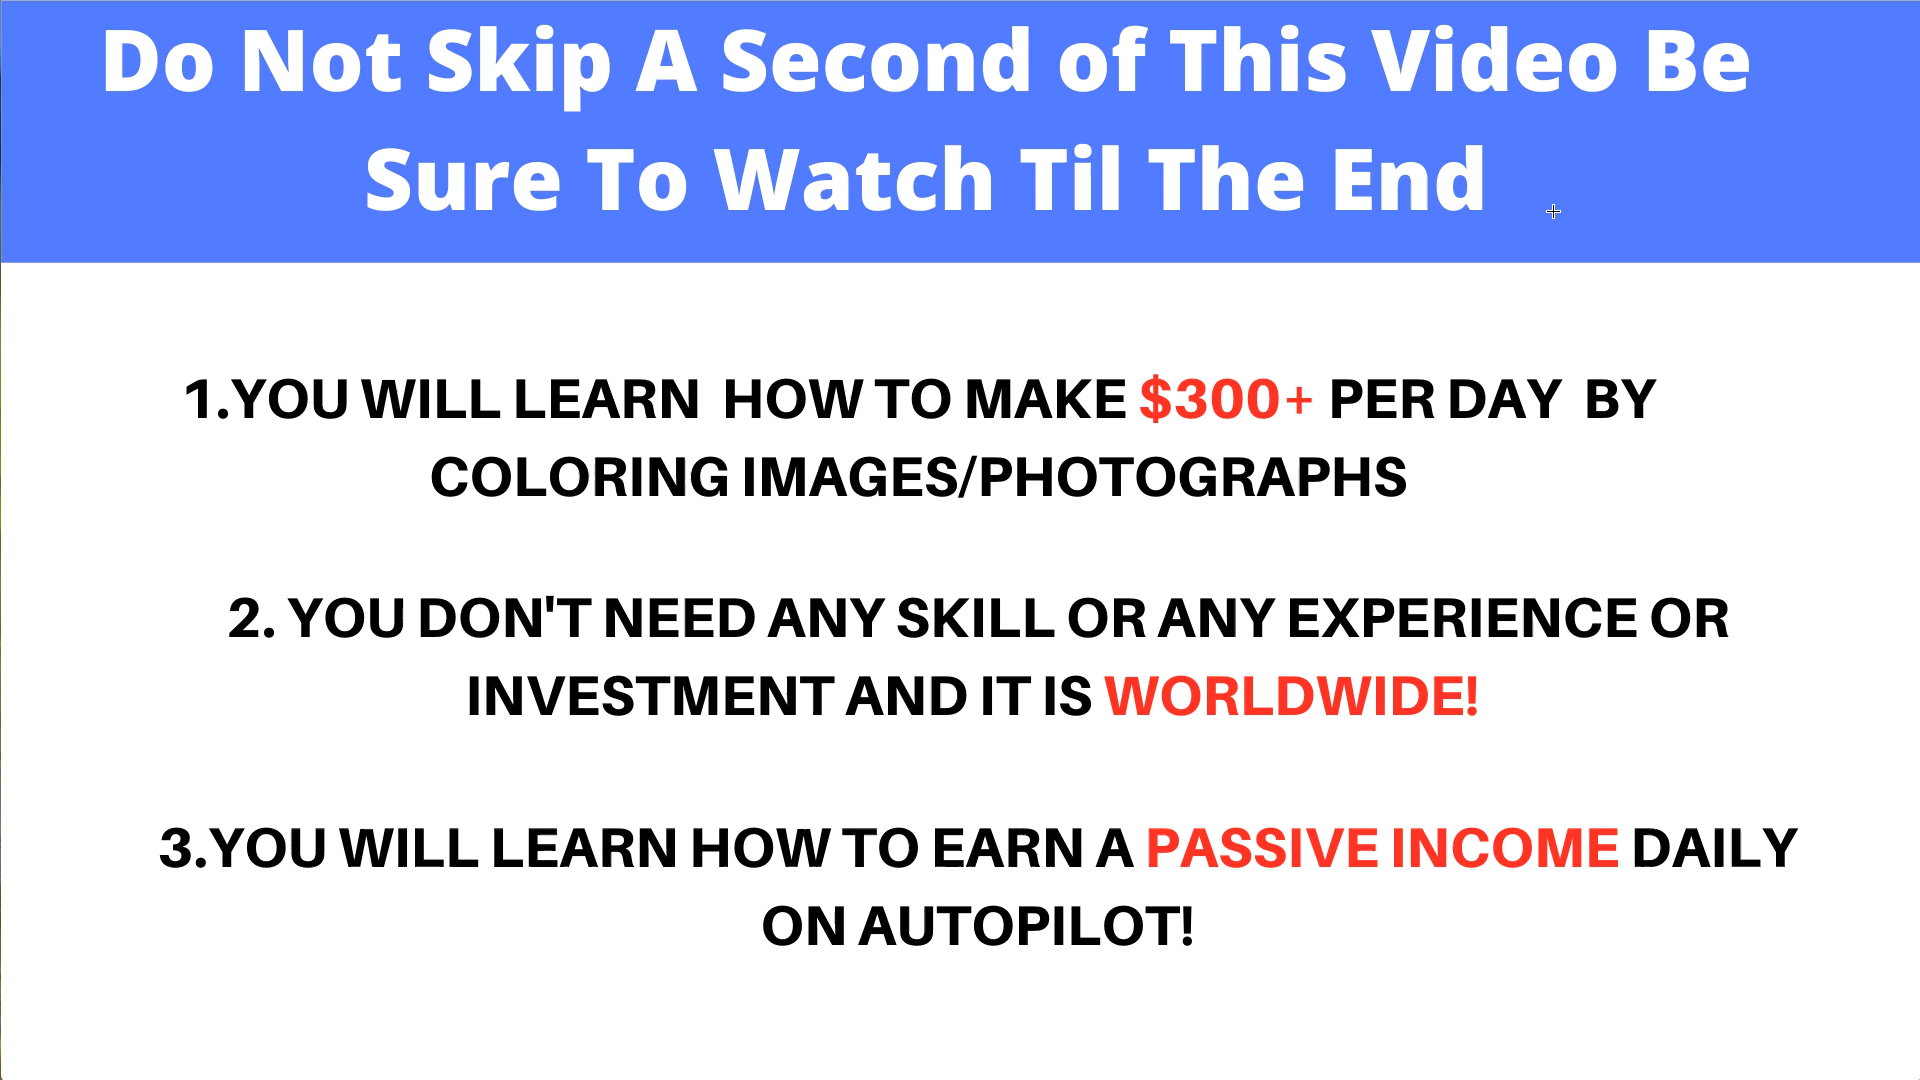 Do Not Skip A Second of This Video Be
Sure To Watch Til The End
1.YOU WILL LEARN HOW TO MAKE $300+ PER DAY BY
COLORING IMAGES/PHOTOGRAPHS
2. YOU DON'T NEED ANY SKILL OR ANY EXPERIENCE OR
INVESTMENT AND IT IS WORLDWIDE!
3.YOU WILL LEARN HOW TO EARN A PASSIVE INCOME DAILY
ON AUTOPILOT!